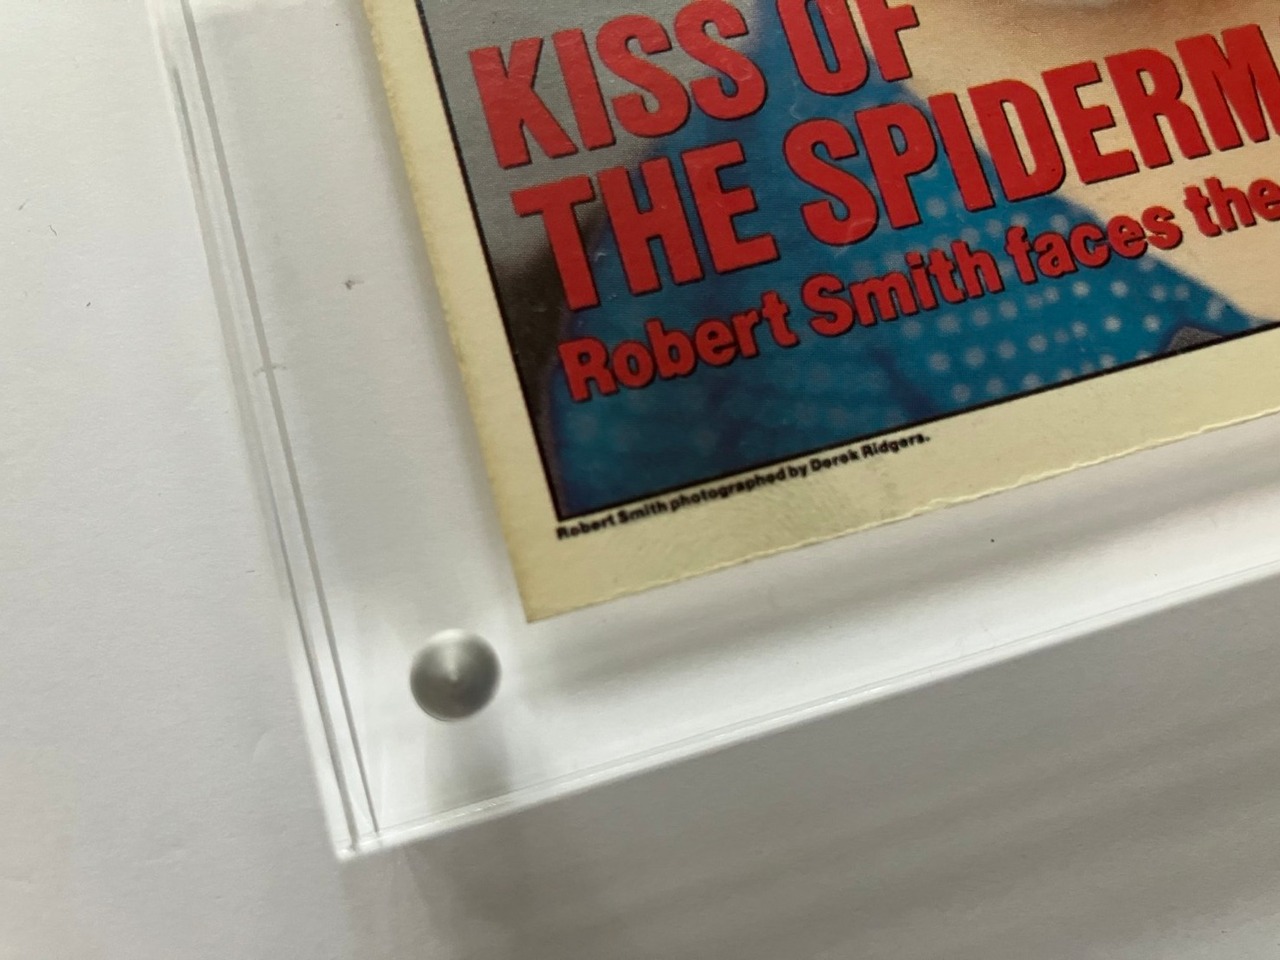 KISS OF
THE SPIDERM
Robert Smith faces the
Robert Smith photographed by Derek Ridgers.